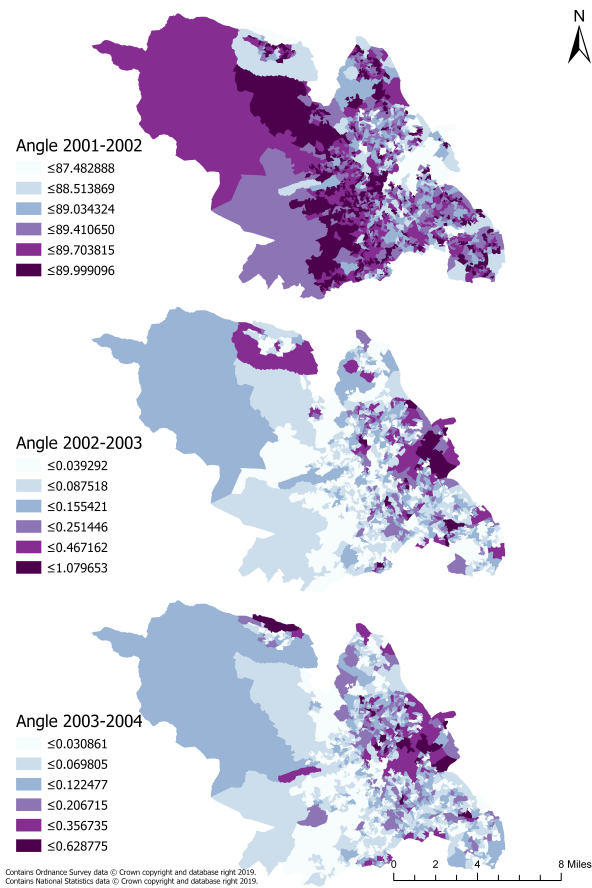 N
Angle 2001-2002
≤87.482888
≤88.513869
≤89.034324
≤89.410650
≤89.703815
≤89.999096
Angle 2002-2003
≤0.039292
≤0.087518
≤0.155421
≤0.251446
≤0.467162
≤1.079653
Angle 2003-2004
≤0.030861
≤0.069805
≤0.122477
≤0.206715
≤0.356735
≤0.628775
Contains Ordnance Survey data © Crown copyright and database right 2019.
Contains National Statistics data © Crown copyright and database right 2019.
0 2 4 8 Miles